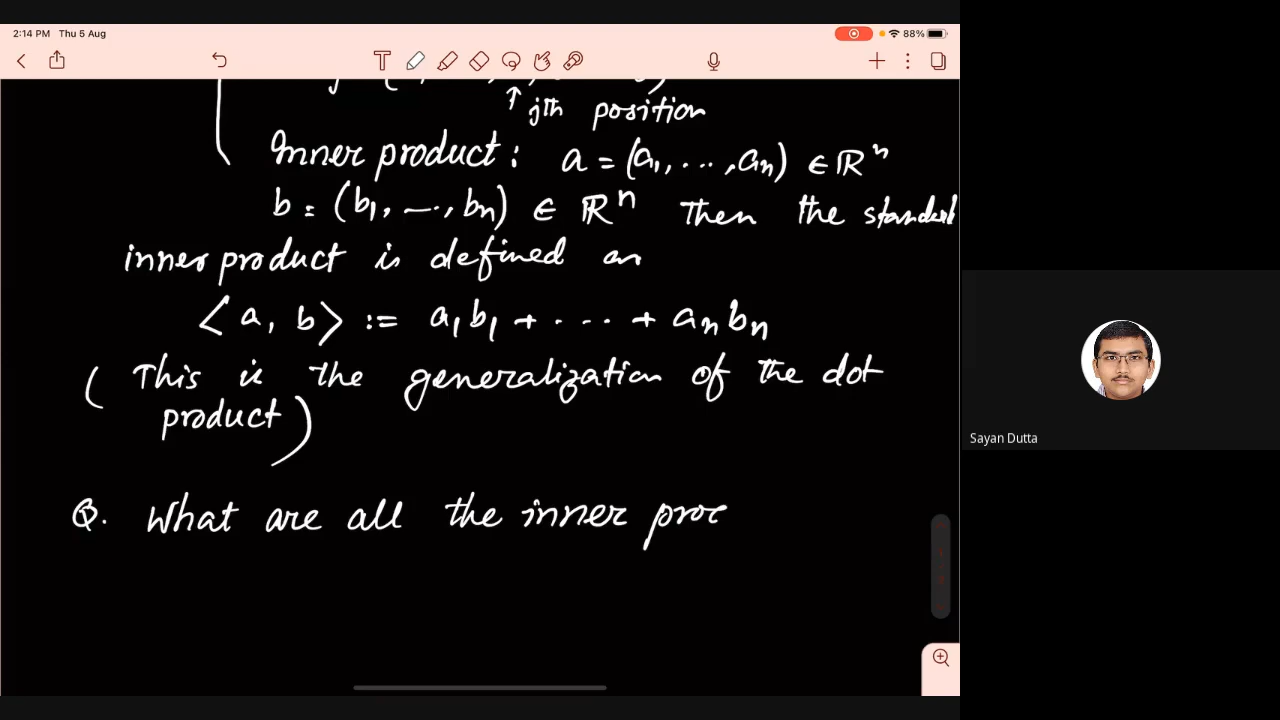 2:14 PM Thu 5 Aug
88%
T
↑ jth position
Inner product : a = (a₁, ..., aₙ) ∈ ℝⁿ
b = (b₁, ..., bₙ) ∈ ℝⁿ Then the standard
inner product is defined as
⟨a, b⟩ := a₁b₁ + ... + aₙbₙ
( This is the generalization of the dot
product )
Q. What are all the inner proc
Sayan Dutta